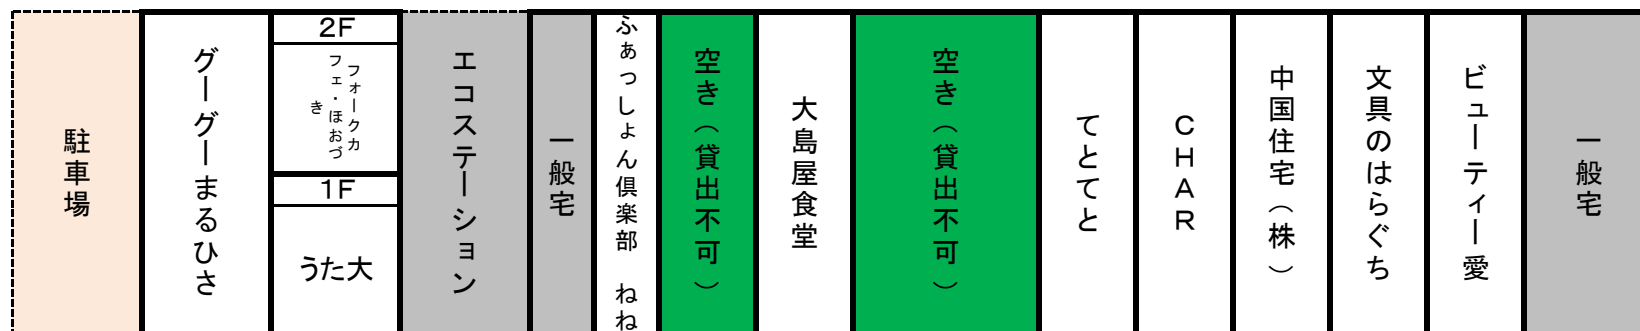 駐車場
グーグーまるひさ
2F
フォークカ
フェ・ほおづ
き
1F
うた大
エコステーション
一般宅
ふぁっしょん倶楽部　ねね
空き（貸出不可）
大島屋食堂
空き（貸出不可）
てとてと
CHAR
中国住宅（株）
文具のはらぐち
ビューティー愛
一般宅